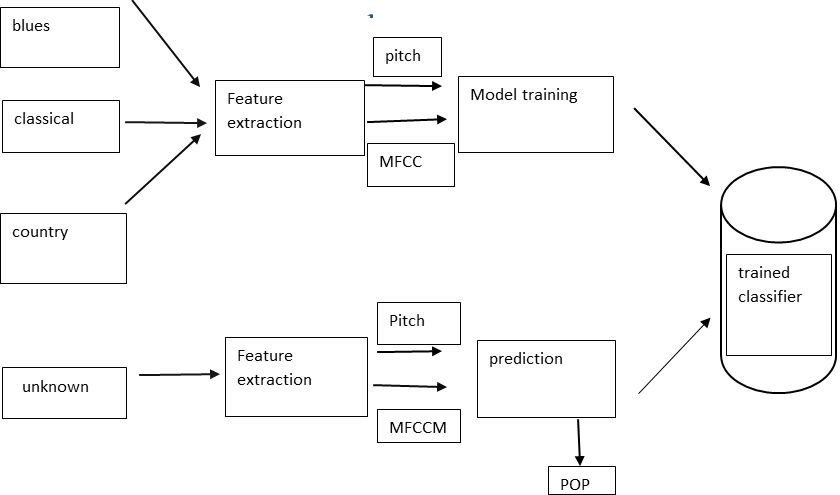 blues
pitch
classical
Feature
extraction
Model training
MFCC
country
trained
classifier
Pitch
Feature
extraction
prediction
unknown
MFCCM
POP